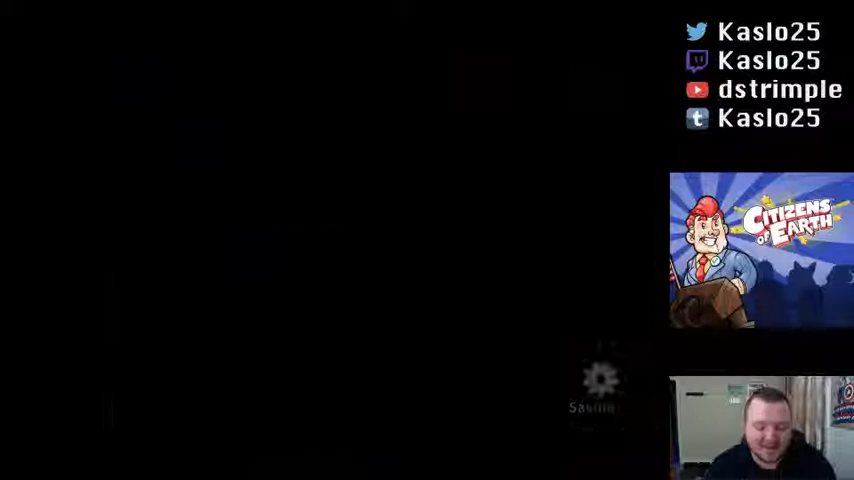 Kaslo25
Kaslo25
dstrimple
t Kaslo25
CITIZENS
OF EARTH